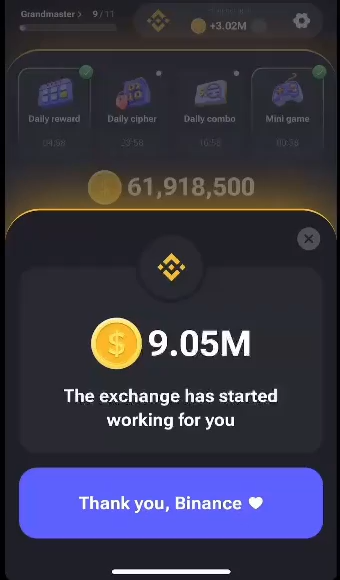 Grandmaster > 9 / 11
+3.02M
Daily reward
Daily cipher
Daily combo
Mini game
61,918,500
9.05M
The exchange has started
working for you
Thank you, Binance